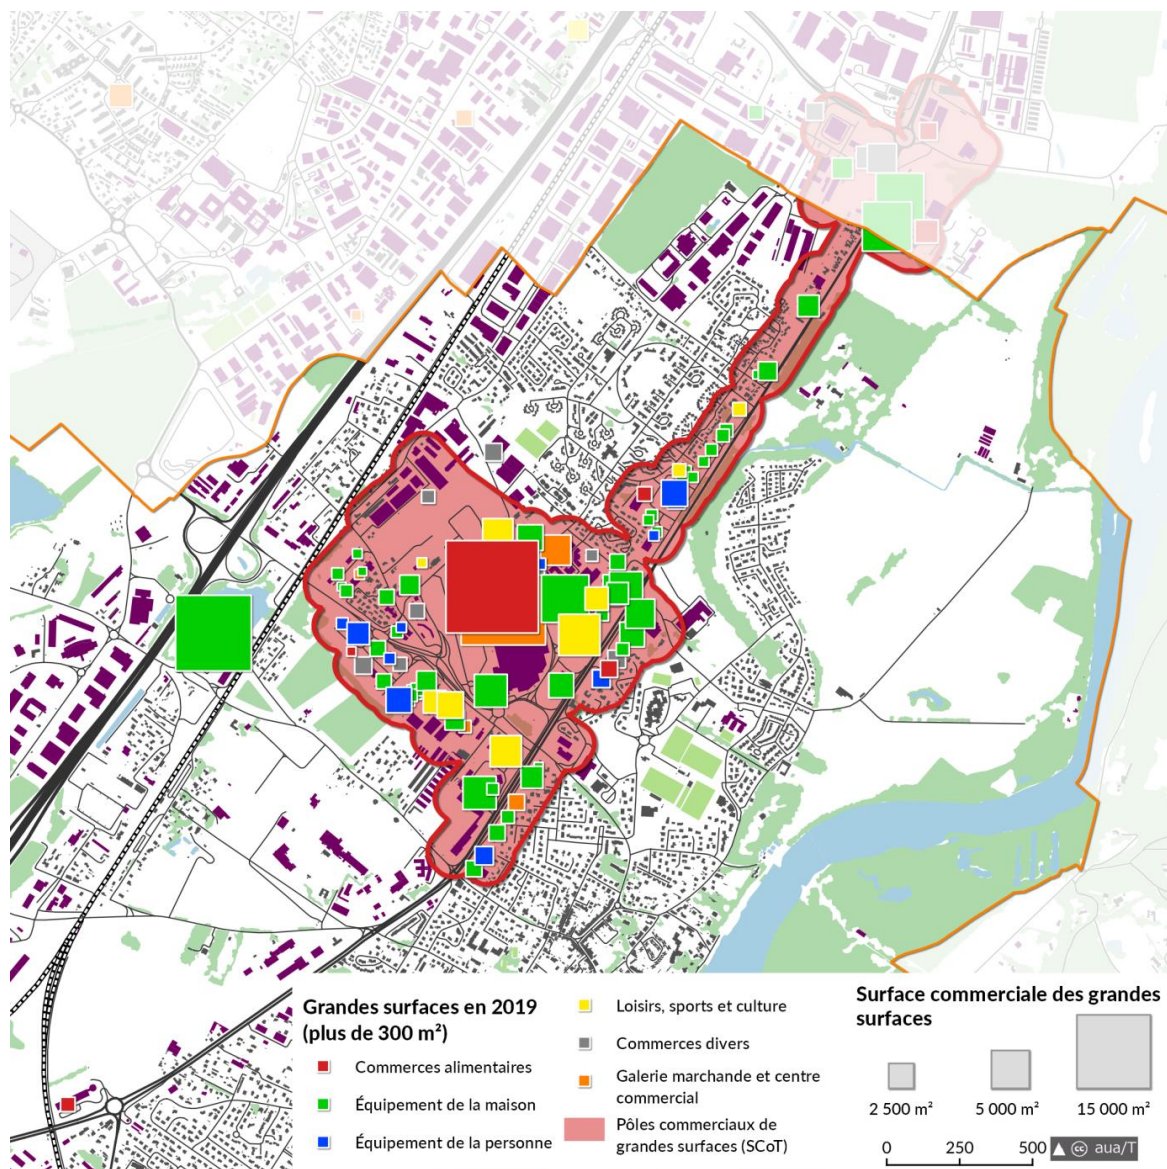 Grandes surfaces en 2019
(plus de 300 m²)
Commerces alimentaires
Équipement de la maison
Équipement de la personne
Loisirs, sports et culture
Commerces divers
Galerie marchande et centre
commercial
Pôles commerciaux de
grandes surfaces (SCoT)
Surface commerciale des grandes
surfaces
2 500 m² 5 000 m² 15 000 m²
0 250 500
cc aua/T